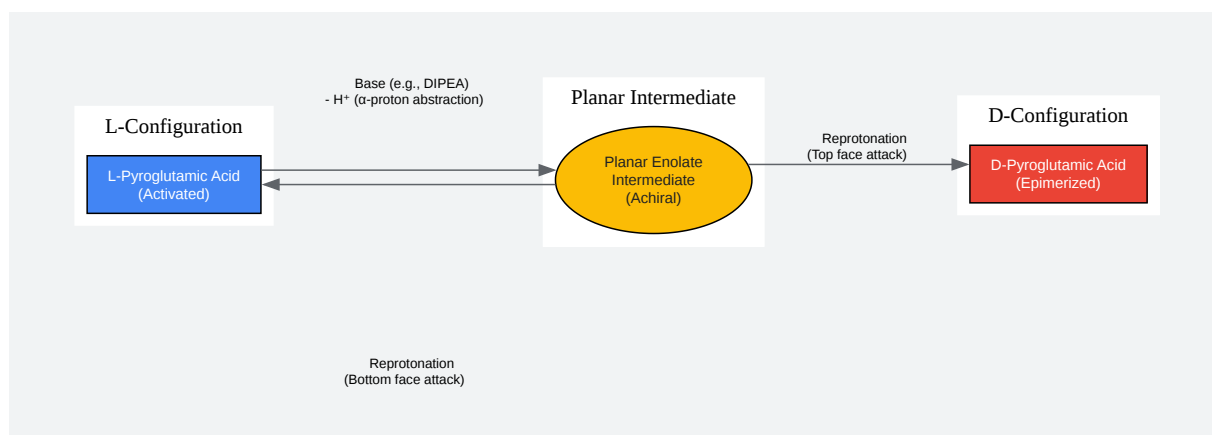 Base (e.g., DIPEA)
- H⁺ (α-proton abstraction)
L-Configuration
L-Pyroglutamic Acid
(Activated)
Planar Intermediate
Planar Enolate
Intermediate
(Achiral)
Reprotonation
(Top face attack)
D-Configuration
D-Pyroglutamic Acid
(Epimerized)
Reprotonation
(Bottom face attack)